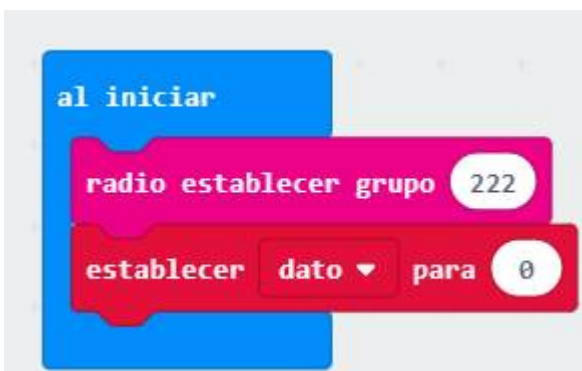 al iniciar
radio establecer grupo 222
establecer dato para 0